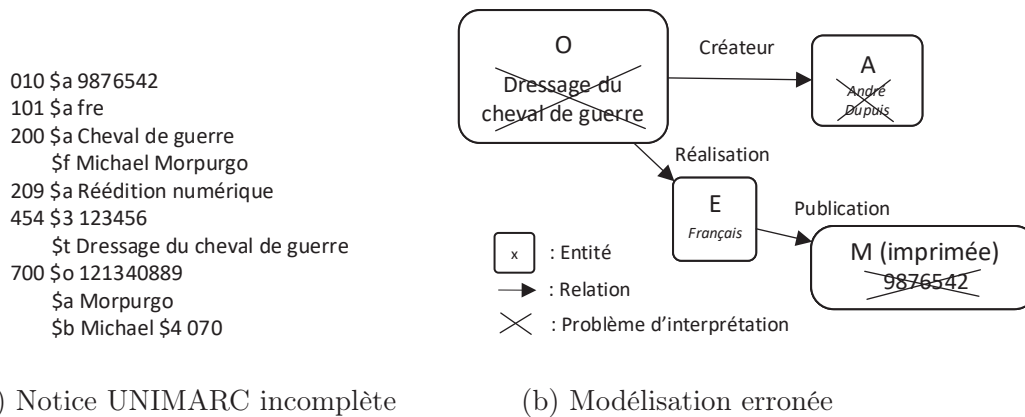 010 $a 9876542
101 $a fre
200 $a Cheval de guerre
$f Michael Morpurgo
209 $a Réédition numérique
454 $3 123456
$t Dressage du cheval de guerre
700 $o 121340889
$a Morpurgo
$b Michael $4 070
) Notice UNIMARC incomplète
O
Dressage du
cheval de guerre
Créateur
A
André
Dupuis
Réalisation
E
Français
Publication
M (imprimée)
9876542
x : Entité
: Relation
: Problème d’interprétation
(b) Modélisation erronée